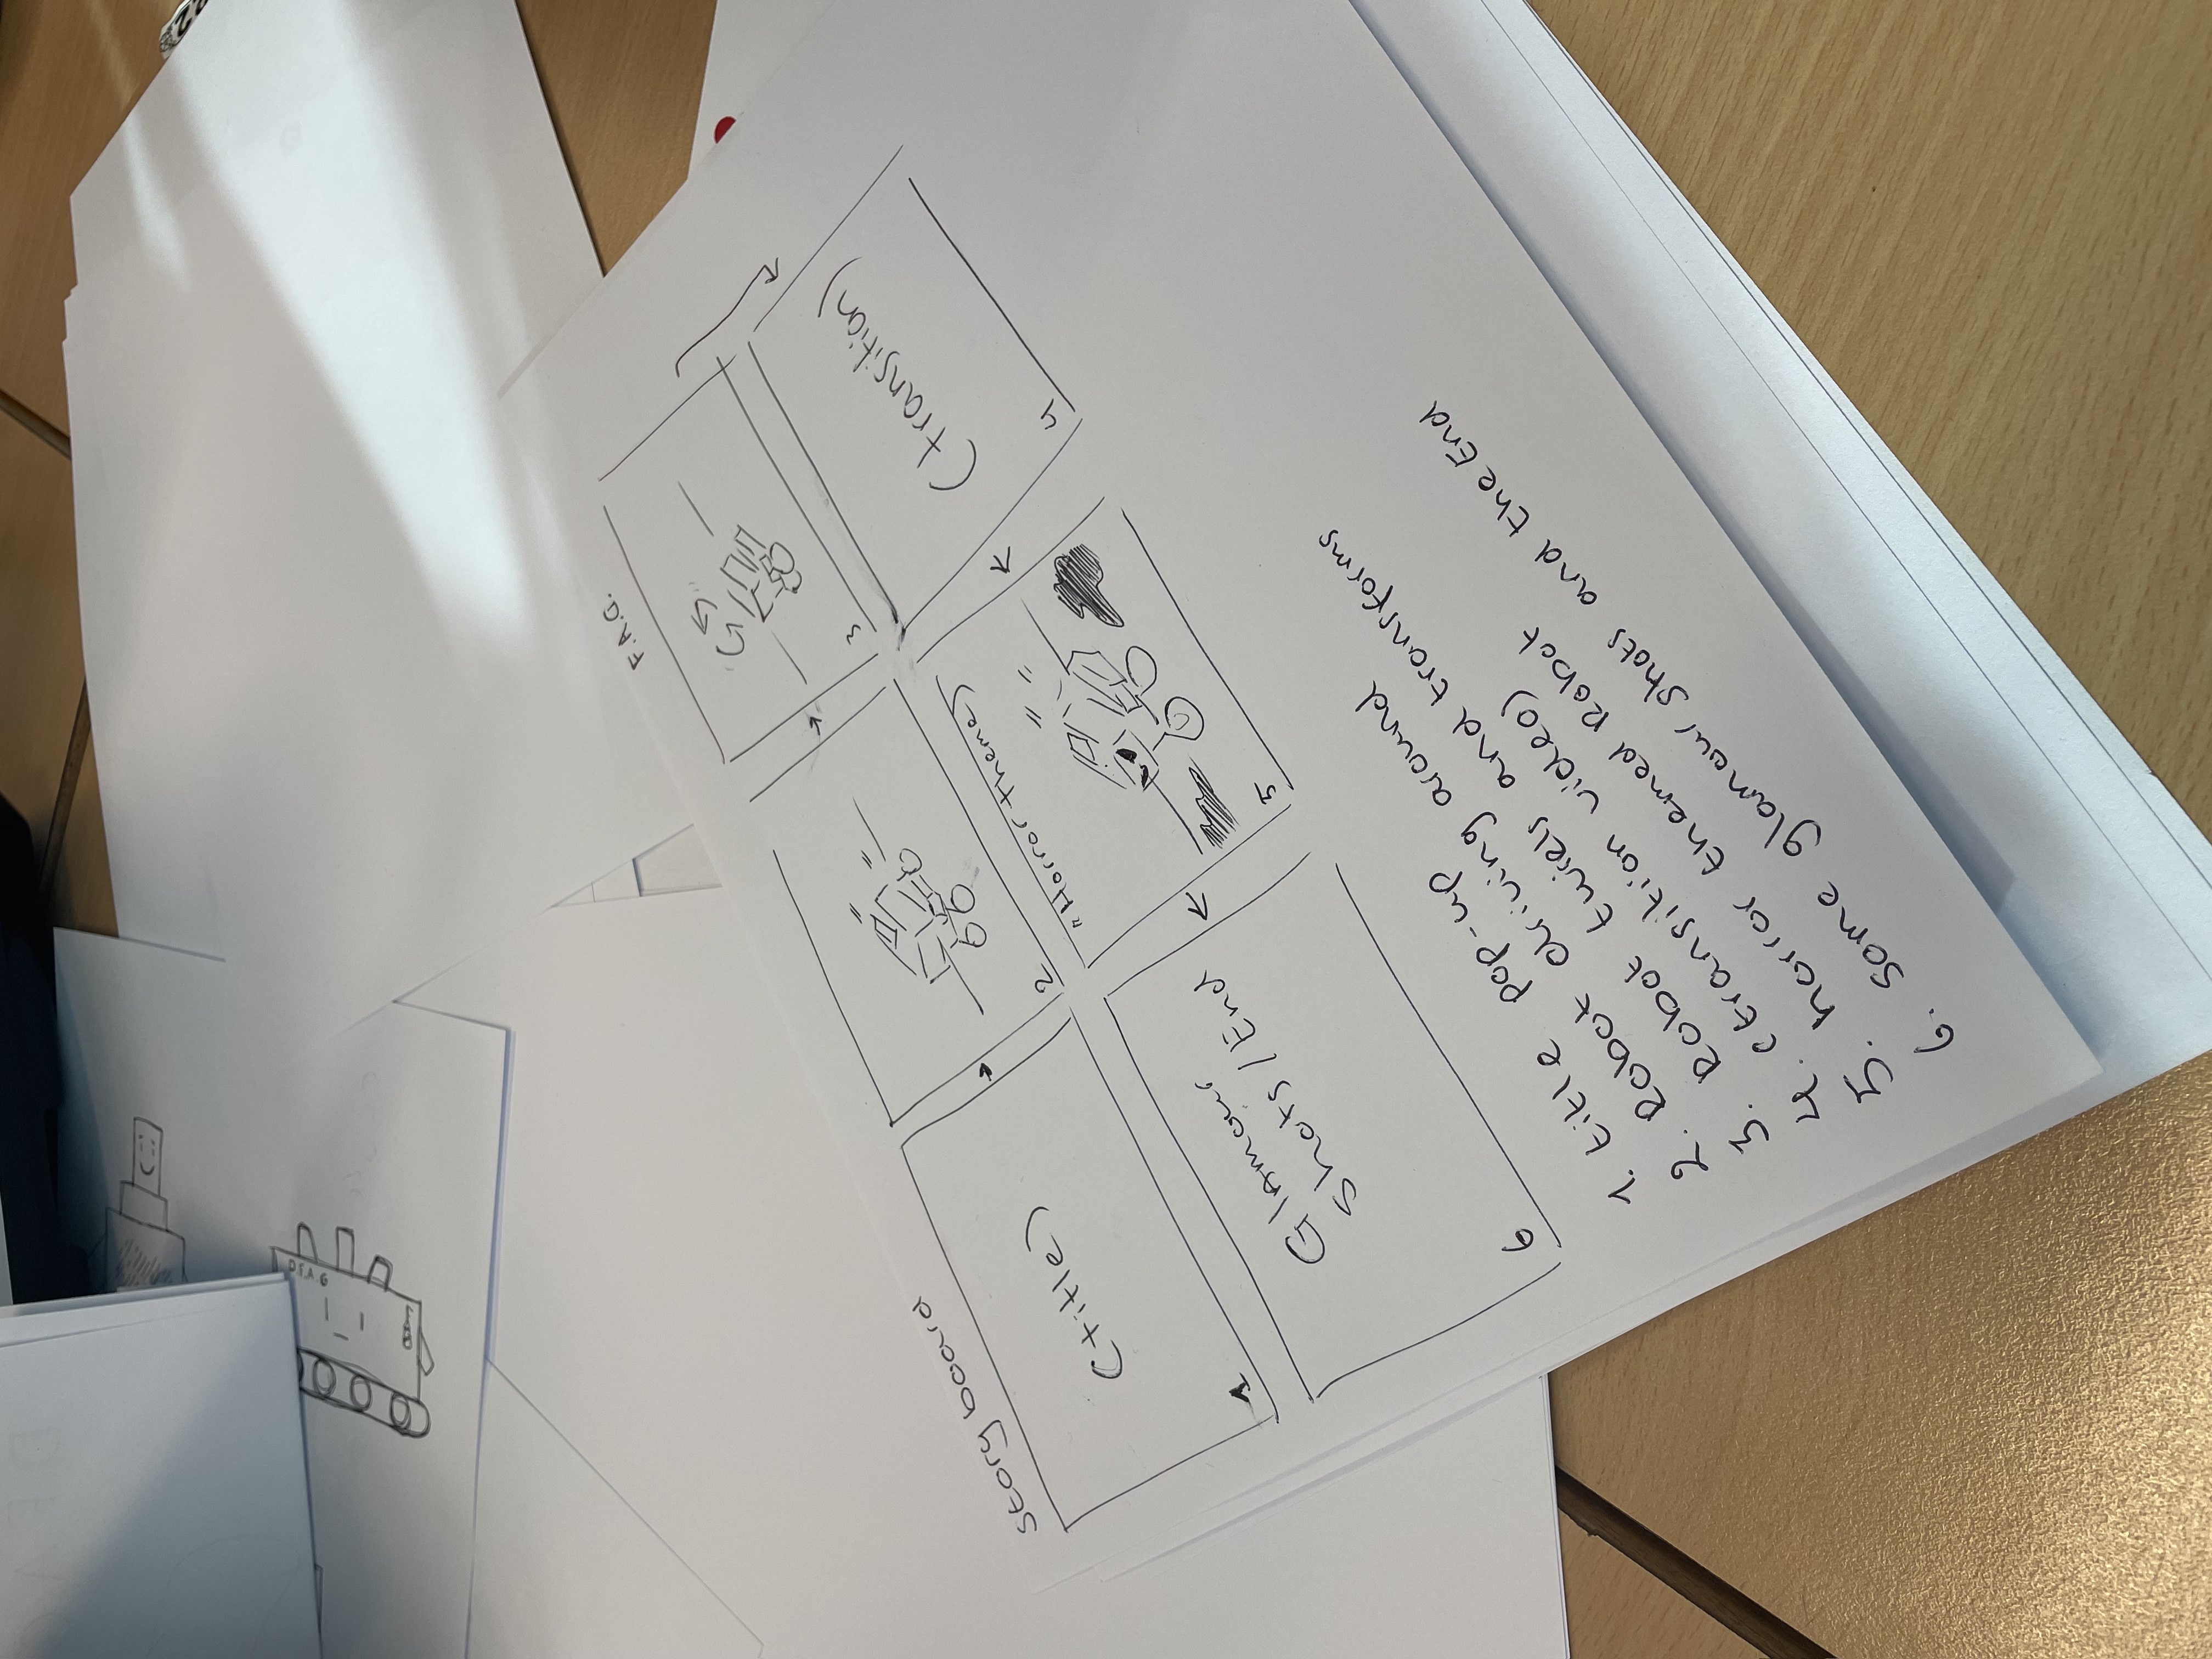 Story board
F.A.G.
(title)
1
2
3
(transition)
4
"Horror theme)
5
Glamour
shots/End
6
1. title pop-up
2. Robot driving around
3. Robot twirls and transforms
4. (transition video)
5. horror themed Robot
6. some glamour shots and the End